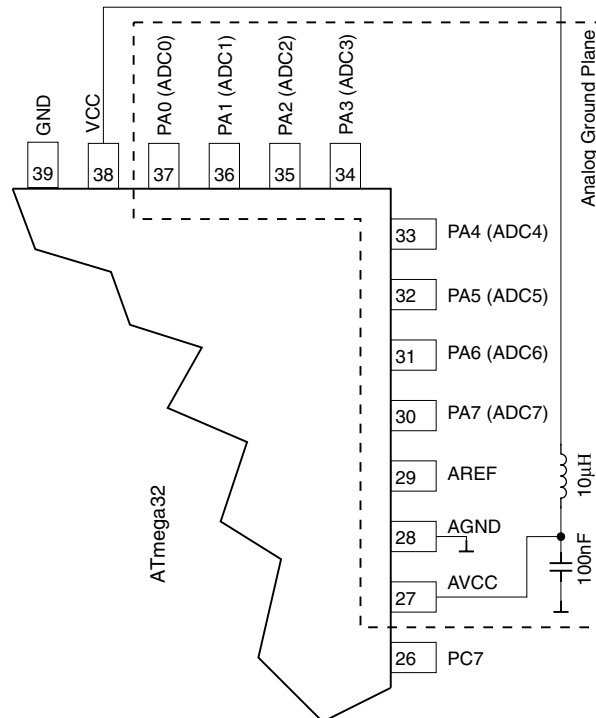 GND
VCC
PA0 (ADC0)
PA1 (ADC1)
PA2 (ADC2)
PA3 (ADC3)
Analog Ground Plane
39
38
37
36
35
34
33
PA4 (ADC4)
32
PA5 (ADC5)
31
PA6 (ADC6)
30
PA7 (ADC7)
29
AREF
10μH
28
AGND
100nF
27
AVCC
26
PC7
ATmega32